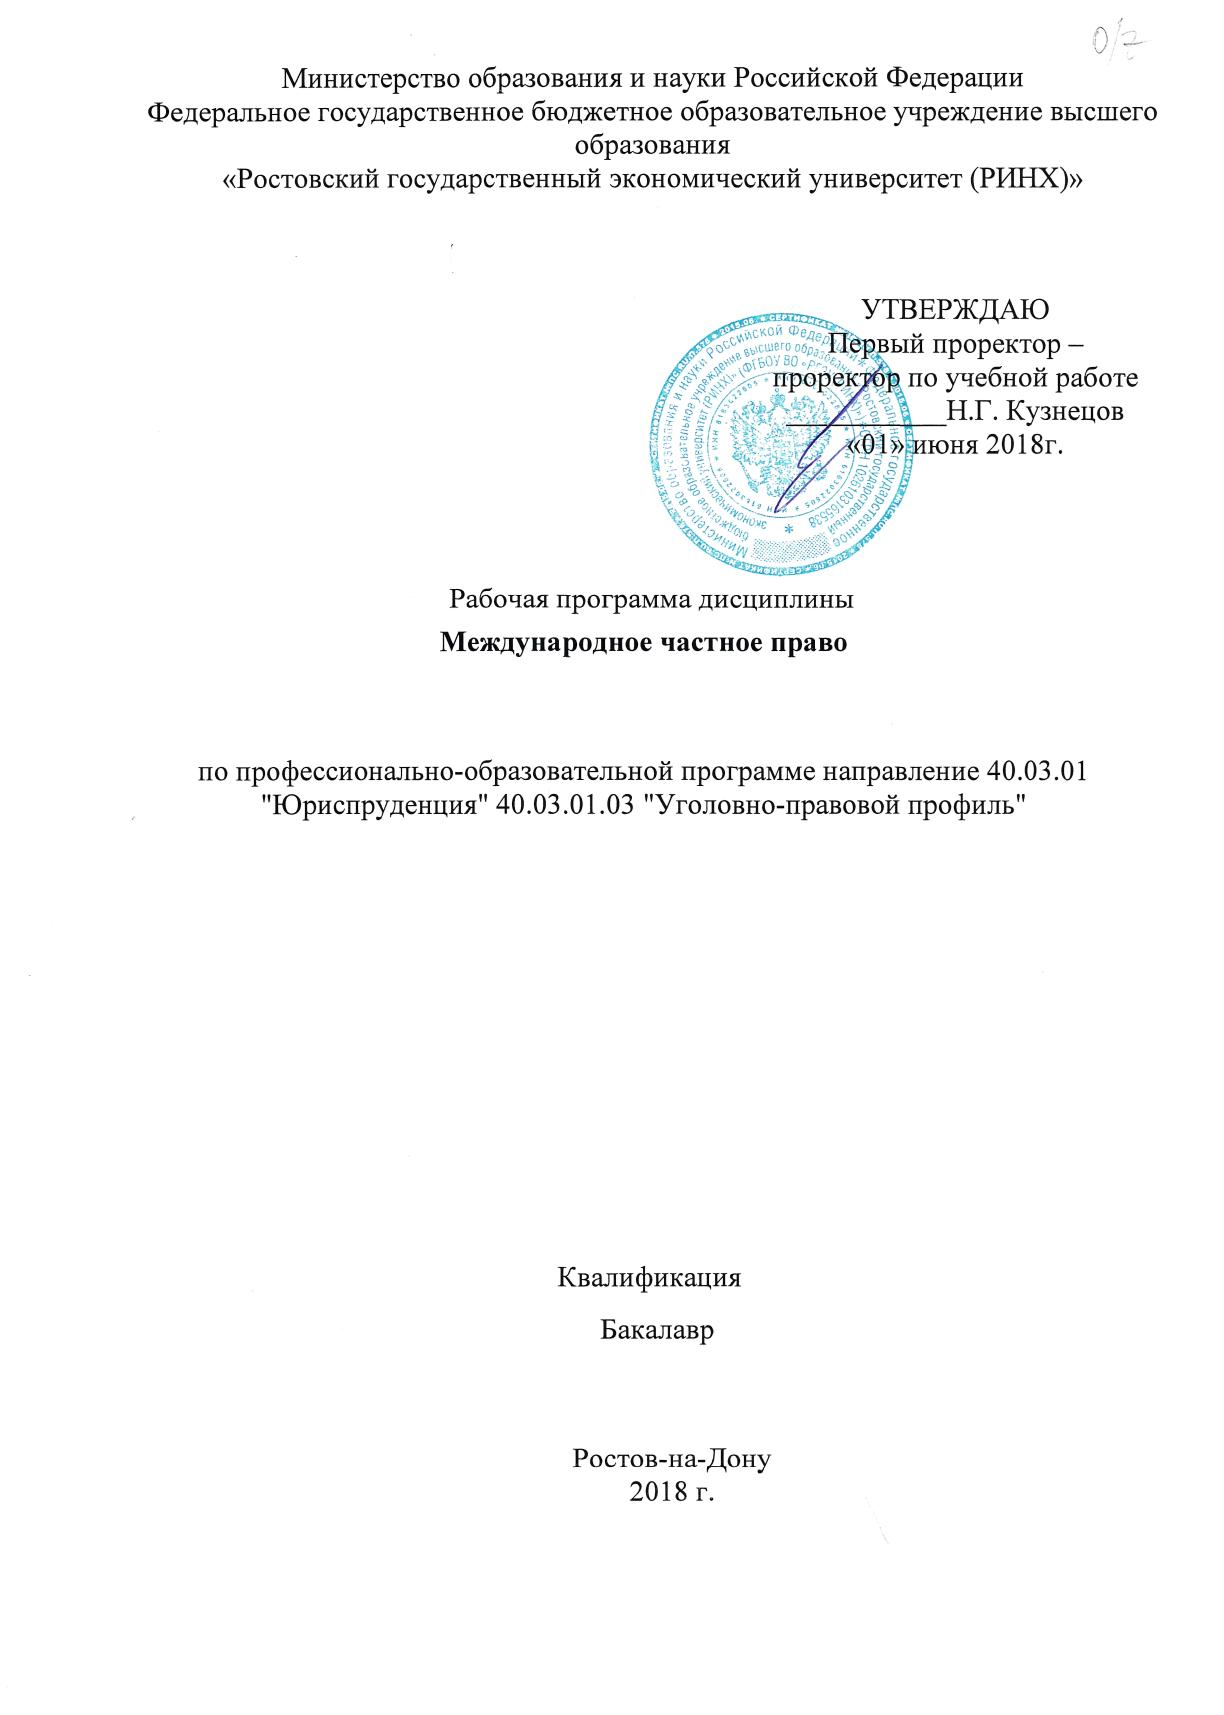 О/z
Министерство образования и науки Российской Федерации
Федеральное государственное бюджетное образовательное учреждение высшего
образования
«Ростовский государственный экономический университет (РИНХ)»
УТВЕРЖДАЮ
Первый проректор –
проректор по учебной работе
___________Н.Г. Кузнецов
«01» июня 2018г.
Рабочая программа дисциплины
Международное частное право
по профессионально-образовательной программе направление 40.03.01
"Юриспруденция" 40.03.01.03 "Уголовно-правовой профиль"
Квалификация
Бакалавр
Ростов-на-Дону
2018 г.